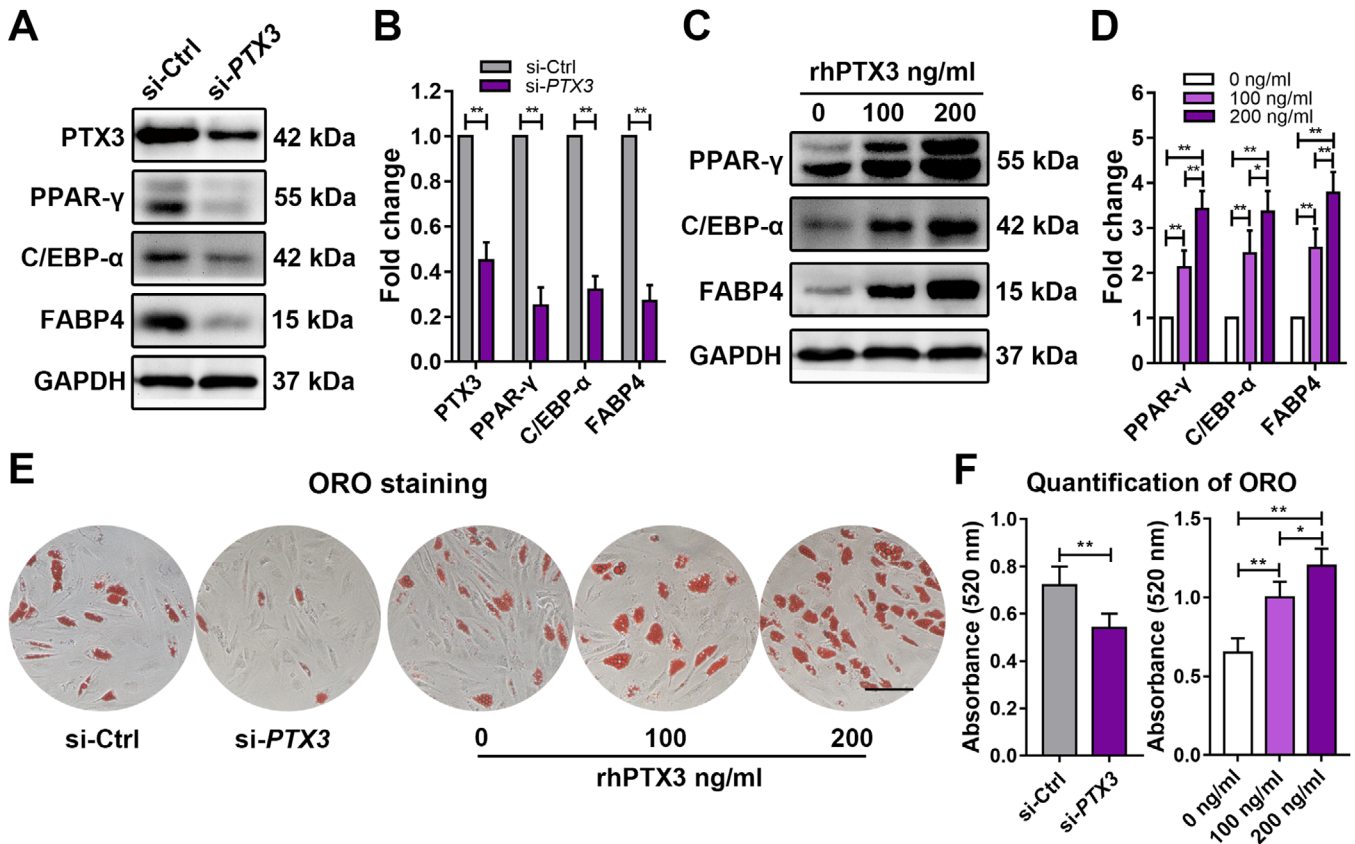 A
si-Ctrl
si-PTX3
PTX3
42 kDa
PPAR-γ
55 kDa
C/EBP-α
42 kDa
FABP4
15 kDa
GAPDH
37 kDa
B
si-Ctrl
si-PTX3
Fold change
1.2
1.0
0.8
0.6
0.4
0.2
0.0
**
**
**
**
PTX3
PPAR-γ
C/EBP-α
FABP4
C
rhPTX3 ng/ml
0 100 200
PPAR-γ
55 kDa
C/EBP-α
42 kDa
FABP4
15 kDa
GAPDH
37 kDa
D
0 ng/ml
100 ng/ml
200 ng/ml
Fold change
6
5
4
3
2
1
0
**
**
**
**
*
**
**
**
**
PPAR-γ
C/EBP-α
FABP4
E
ORO staining
si-Ctrl
si-PTX3
0 100 200
rhPTX3 ng/ml
F
Quantification of ORO
Absorbance (520 nm)
1.0
0.8
0.6
0.4
0.2
0.0
**
si-Ctrl
si-PTX3
Absorbance (520 nm)
1.5
1.0
0.5
0.0
**
*
**
0 ng/ml
100 ng/ml
200 ng/ml